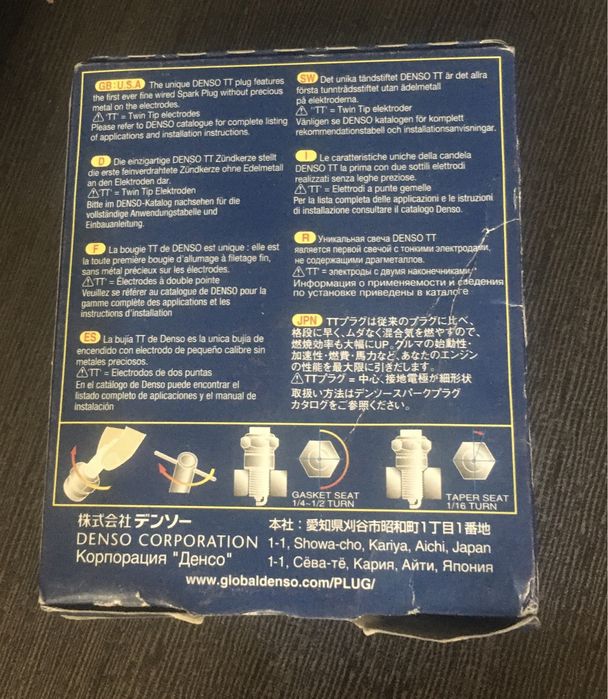 GB:U.S.A The unique DENSO TT plug features
the first ever fine wired Spark Plug without precious
metal on the electrodes.
'TT' = Twin Tip electrodes
Please refer to DENSO catalogue for complete listing
of applications and installation instructions.
D Die einzigartige DENSO TT Zündkerze stellt
die erste feinverdrahtete Zündkerze ohne Edelmetall
an den Elektroden dar.
'TT' = Twin Tip Elektroden
Bitte im DENSO-Katalog nachsehen für die
vollständige Anwendungstabelle und
Einbauanleitung.
F La bougie TT de DENSO est unique : elle est
la toute première bougie d'allumage à filetage fin,
sans métal précieux sur les électrodes.
'TT' = Électrodes à double pointe
Veuillez se référer au catalogue de DENSO pour la
gamme complète des applications et les
instructions d'installation
ES La bujía TT de Denso es la unica bujía de
encendido con electrodo de pequeño calibre sin
metales preciosos.
'TT' = Electrodos de dos puntas
En el catálogo de Denso puede encontrar el
listado completo de aplicaciones y el manual de
instalación
SW Det unika tändstiftet DENSO TT är det allra
första tunntrådsstiftet utan ädelmetall
på elektroderna.
"TT' = Twin Tip elektroder
Vänligen se DENSO katalogen för komplett
rekommendationstabell och installationsanvisningar.
I Le caratteristiche uniche della candela
DENSO TT la prima con due sottili elettrodi
realizzati senza leghe preziose.
'TT' = Elettrodi a punte gemelle
Per la lista completa delle applicazioni e le istruzioni
di installazione consultare il catalogo Denso.
R Уникальная свеча DENSO TT
является первой свечой с тонкими электродами,
не содержащими драгметаллов.
'TT' = электроды с двумя наконечниками
Информация о применяемости и сведения
по установке приведены в каталоге
JPN TTプラグは従来のプラグに比べ、
格段に早く、ムダなく混合気を燃やすので、
燃焼効率も大幅にUP。クルマの始動性・
加速性・燃費・馬力など、あなたのエンジン
の性能を最大限に引きだします。
TTプラグ = 中心、接地電極が細形状
取扱い方法はデンソースパークプラグ
カタログをご参照ください。
GASKET SEAT
1/4~1/2 TURN
TAPER SEAT
1/16 TURN
株式会社 デンソー
DENSO CORPORATION
Корпорация "Денсо"
本社：愛知県刈谷市昭和町1丁目1番地
1-1, Showa-cho, Kariya, Aichi, Japan
1-1, Сёва-тё, Кария, Айти, Япония
www.globaldenso.com/PLUG/